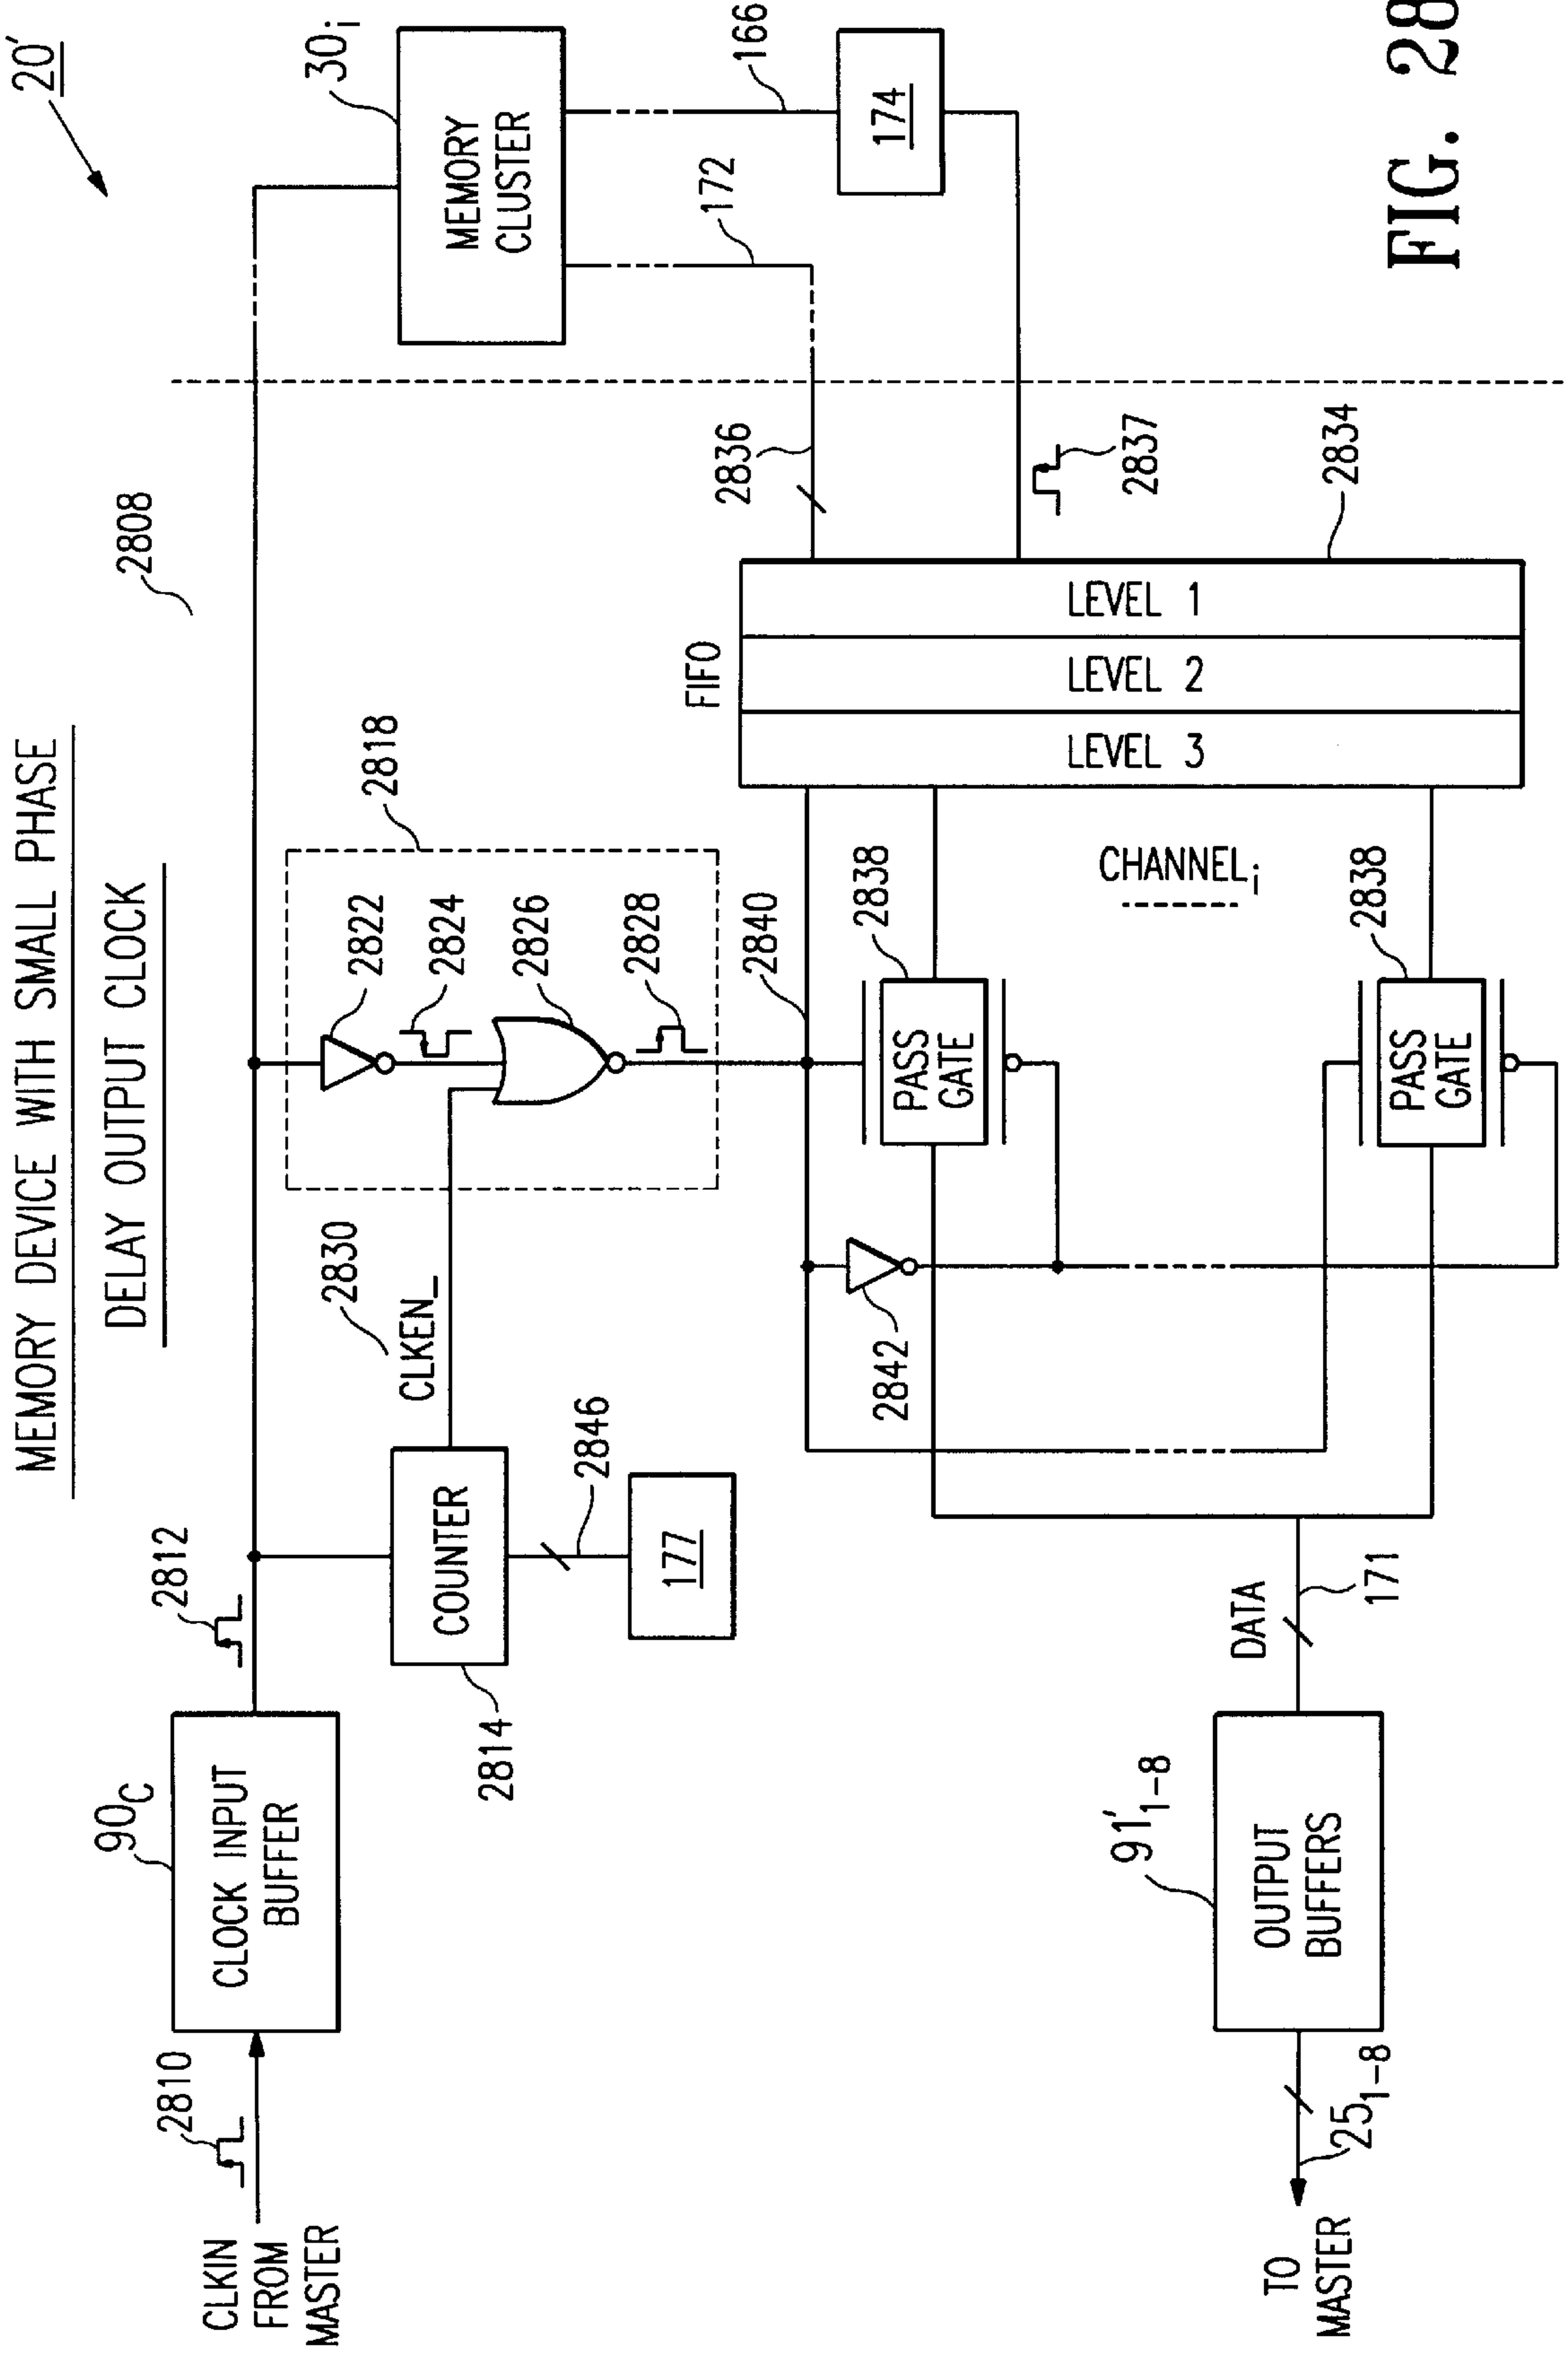 MEMORY DEVICE WITH SMALL PHASE
DELAY OUTPUT CLOCK
20'
2808
CLKIN
FROM
MASTER
2810
90C
CLOCK INPUT
BUFFER
2812
COUNTER
2814
2846
177
CLKEN_
2830
2818
2822
2824
2826
2828
30i
MEMORY
CLUSTER
172
166
174
2836
2837
2834
FIFO
LEVEL 3
LEVEL 2
LEVEL 1
2840
2842
PASS
GATE
2838
CHANNELi
PASS
GATE
2838
DATA
171
91'1-8
OUTPUT
BUFFERS
251-8
TO
MASTER
FIG. 28